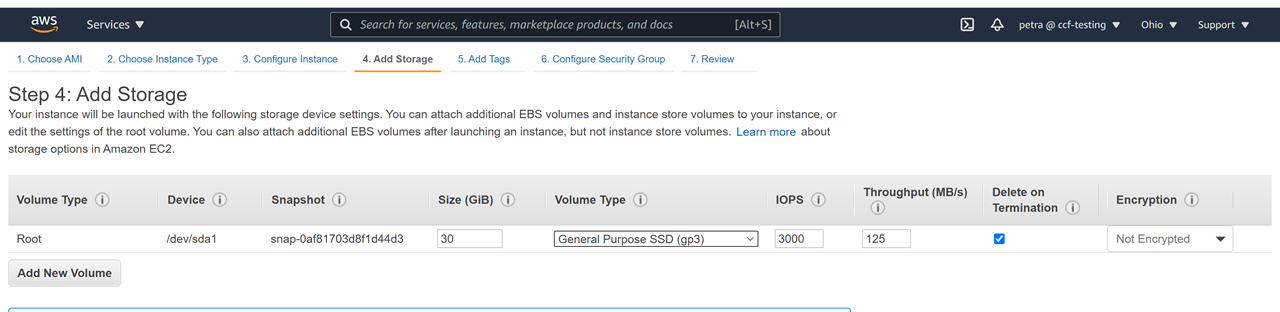 aws Services Search for services, features, marketplace products, and docs [Alt+S] petra @ ccf-testing Ohio Support
1. Choose AMI 2. Choose Instance Type 3. Configure Instance 4. Add Storage 5. Add Tags 6. Configure Security Group 7. Review
Step 4: Add Storage
Your instance will be launched with the following storage device settings. You can attach additional EBS volumes and instance store volumes to your instance, or
edit the settings of the root volume. You can also attach additional EBS volumes after launching an instance, but not instance store volumes. Learn more about
storage options in Amazon EC2.
Volume Type Device Snapshot Size (GiB) Volume Type IOPS Throughput (MB/s) Delete on Termination Encryption
Root /dev/sda1 snap-0af81703d8f1d44d3 30 General Purpose SSD (gp3) 3000 125 Not Encrypted
Add New Volume